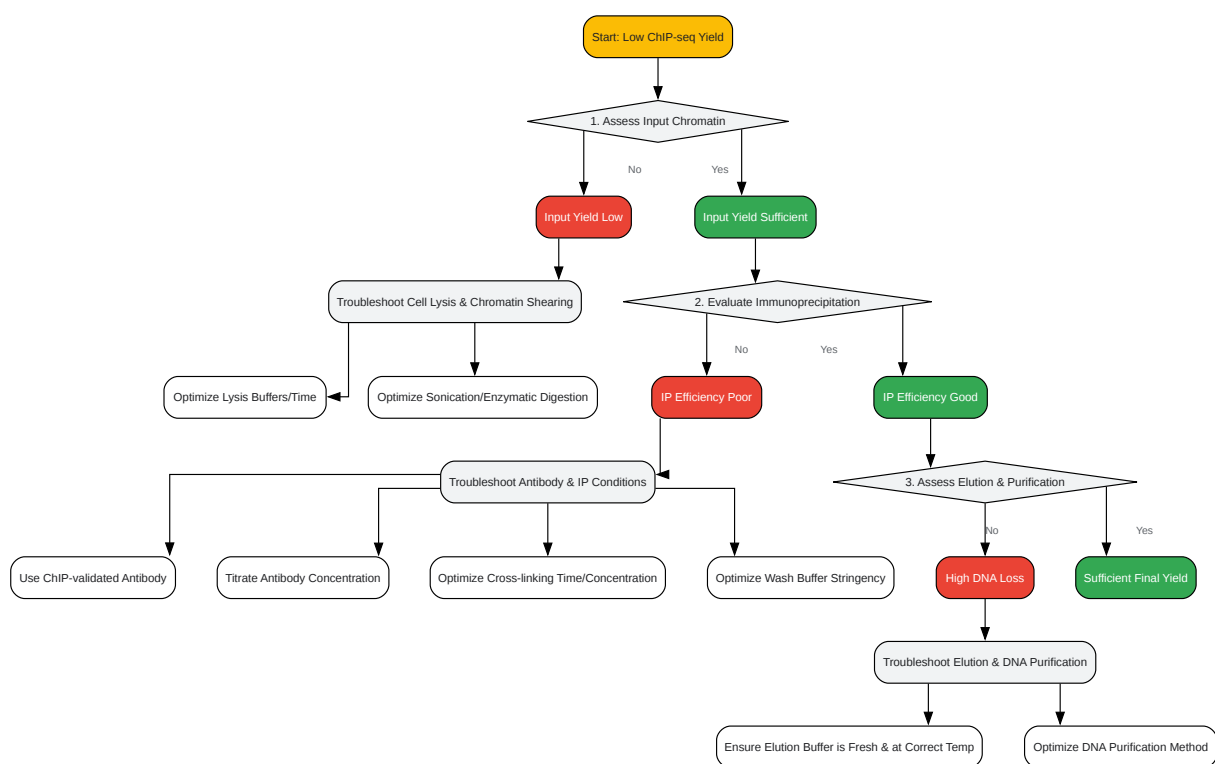 Start: Low ChIP-seq Yield
1. Assess Input Chromatin
No
Yes
Input Yield Low
Input Yield Sufficient
Troubleshoot Cell Lysis & Chromatin Shearing
2. Evaluate Immunoprecipitation
No
Yes
Optimize Lysis Buffers/Time
Optimize Sonication/Enzymatic Digestion
IP Efficiency Poor
IP Efficiency Good
Troubleshoot Antibody & IP Conditions
3. Assess Elution & Purification
No
Yes
Use ChIP-validated Antibody
Titrate Antibody Concentration
Optimize Cross-linking Time/Concentration
Optimize Wash Buffer Stringency
High DNA Loss
Sufficient Final Yield
Troubleshoot Elution & DNA Purification
Ensure Elution Buffer is Fresh & at Correct Temp
Optimize DNA Purification Method